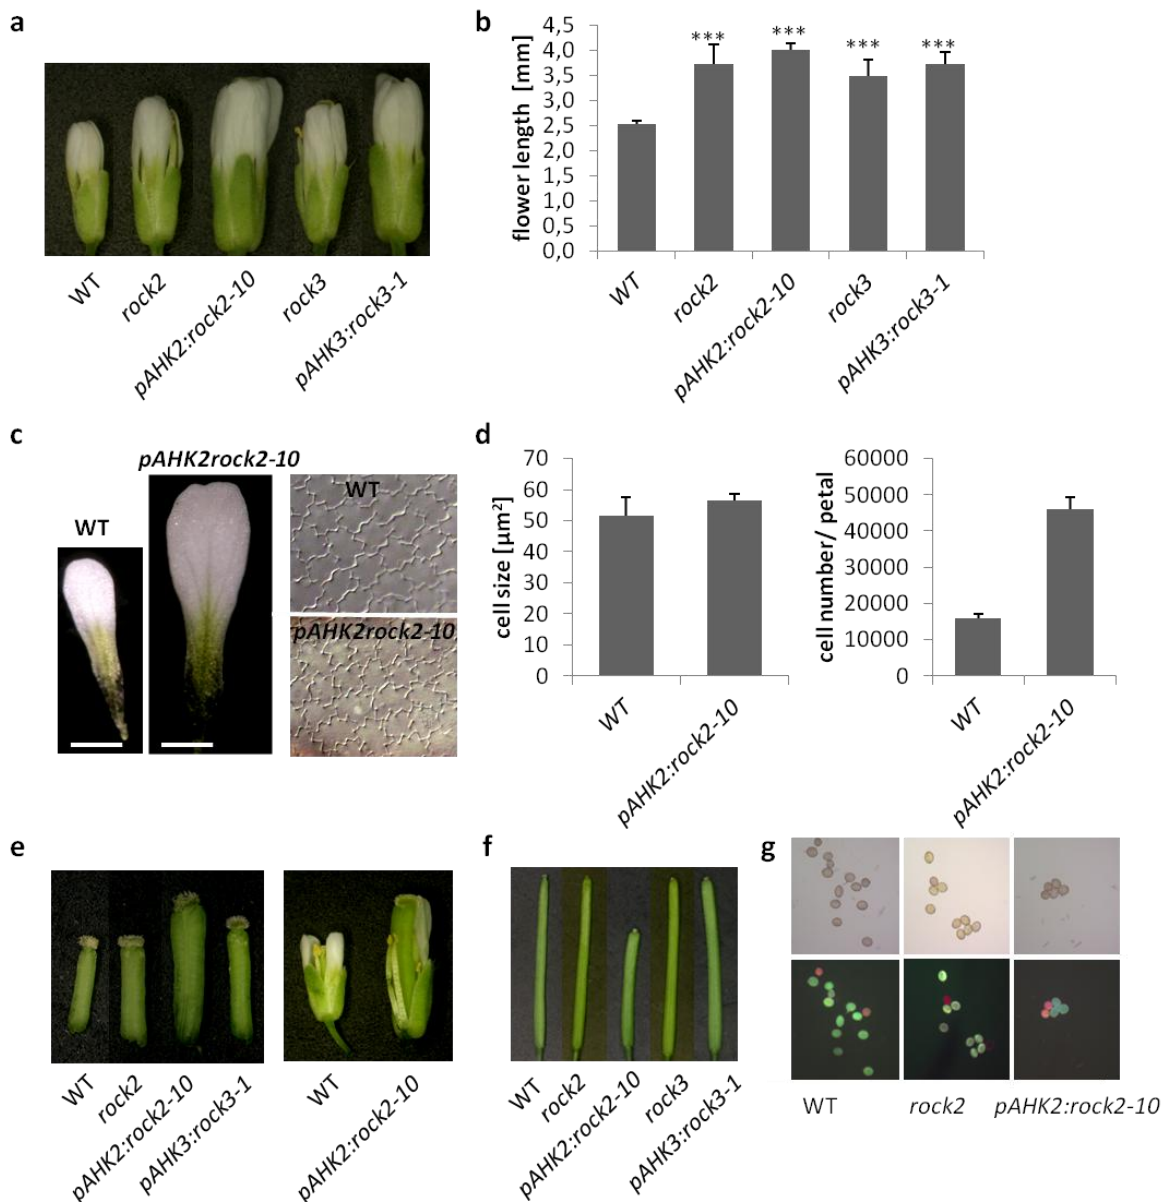 a
WT
rock2
pAHK2:rock2-10
rock3
pAHK3:rock3-1
b
flower length [mm]
4,5
4,0
3,5
3,0
2,5
2,0
1,5
1,0
0,5
0,0
*** *** *** ***
WT
rock2
pAHK2:rock2-10
rock3
pAHK3:rock3-1
c
pAHK2rock2-10
WT
WT
pAHK2rock2-10
d
cell size [µm²]
70
60
50
40
30
20
10
0
WT
pAHK2:rock2-10
cell number/ petal
60000
50000
40000
30000
20000
10000
0
WT
pAHK2:rock2-10
e
WT
rock2
pAHK2:rock2-10
pAHK3:rock3-1
WT
pAHK2:rock2-10
f
WT
rock2
pAHK2:rock2-10
rock3
pAHK3:rock3-1
g
WT
rock2
pAHK2:rock2-10